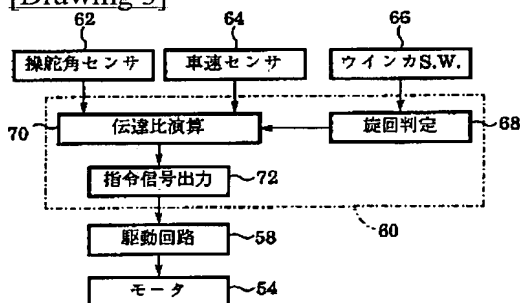 [Drawing 3]
62 64 66
操舵角センサ 車速センサ ウインカS.W.
70 伝達比演算 旋回判定 68
指令信号出力 72
60
駆動回路 58
モータ 54